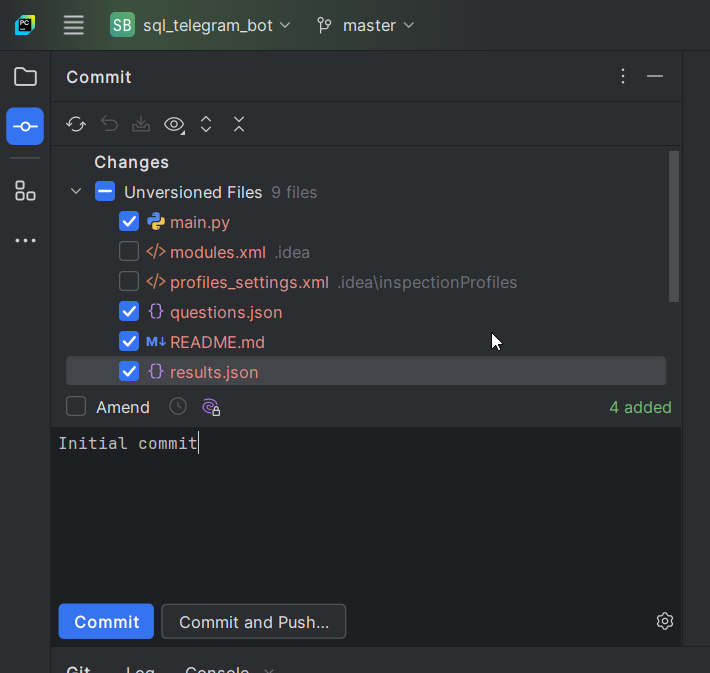 PC SB sql_telegram_bot master
Commit
Changes
Unversioned Files 9 files
main.py
</> modules.xml .idea
</> profiles_settings.xml .idea\inspectionProfiles
{} questions.json
M↓ README.md
{} results.json
Amend 4 added
Initial commit
Commit Commit and Push...
Git Log Console